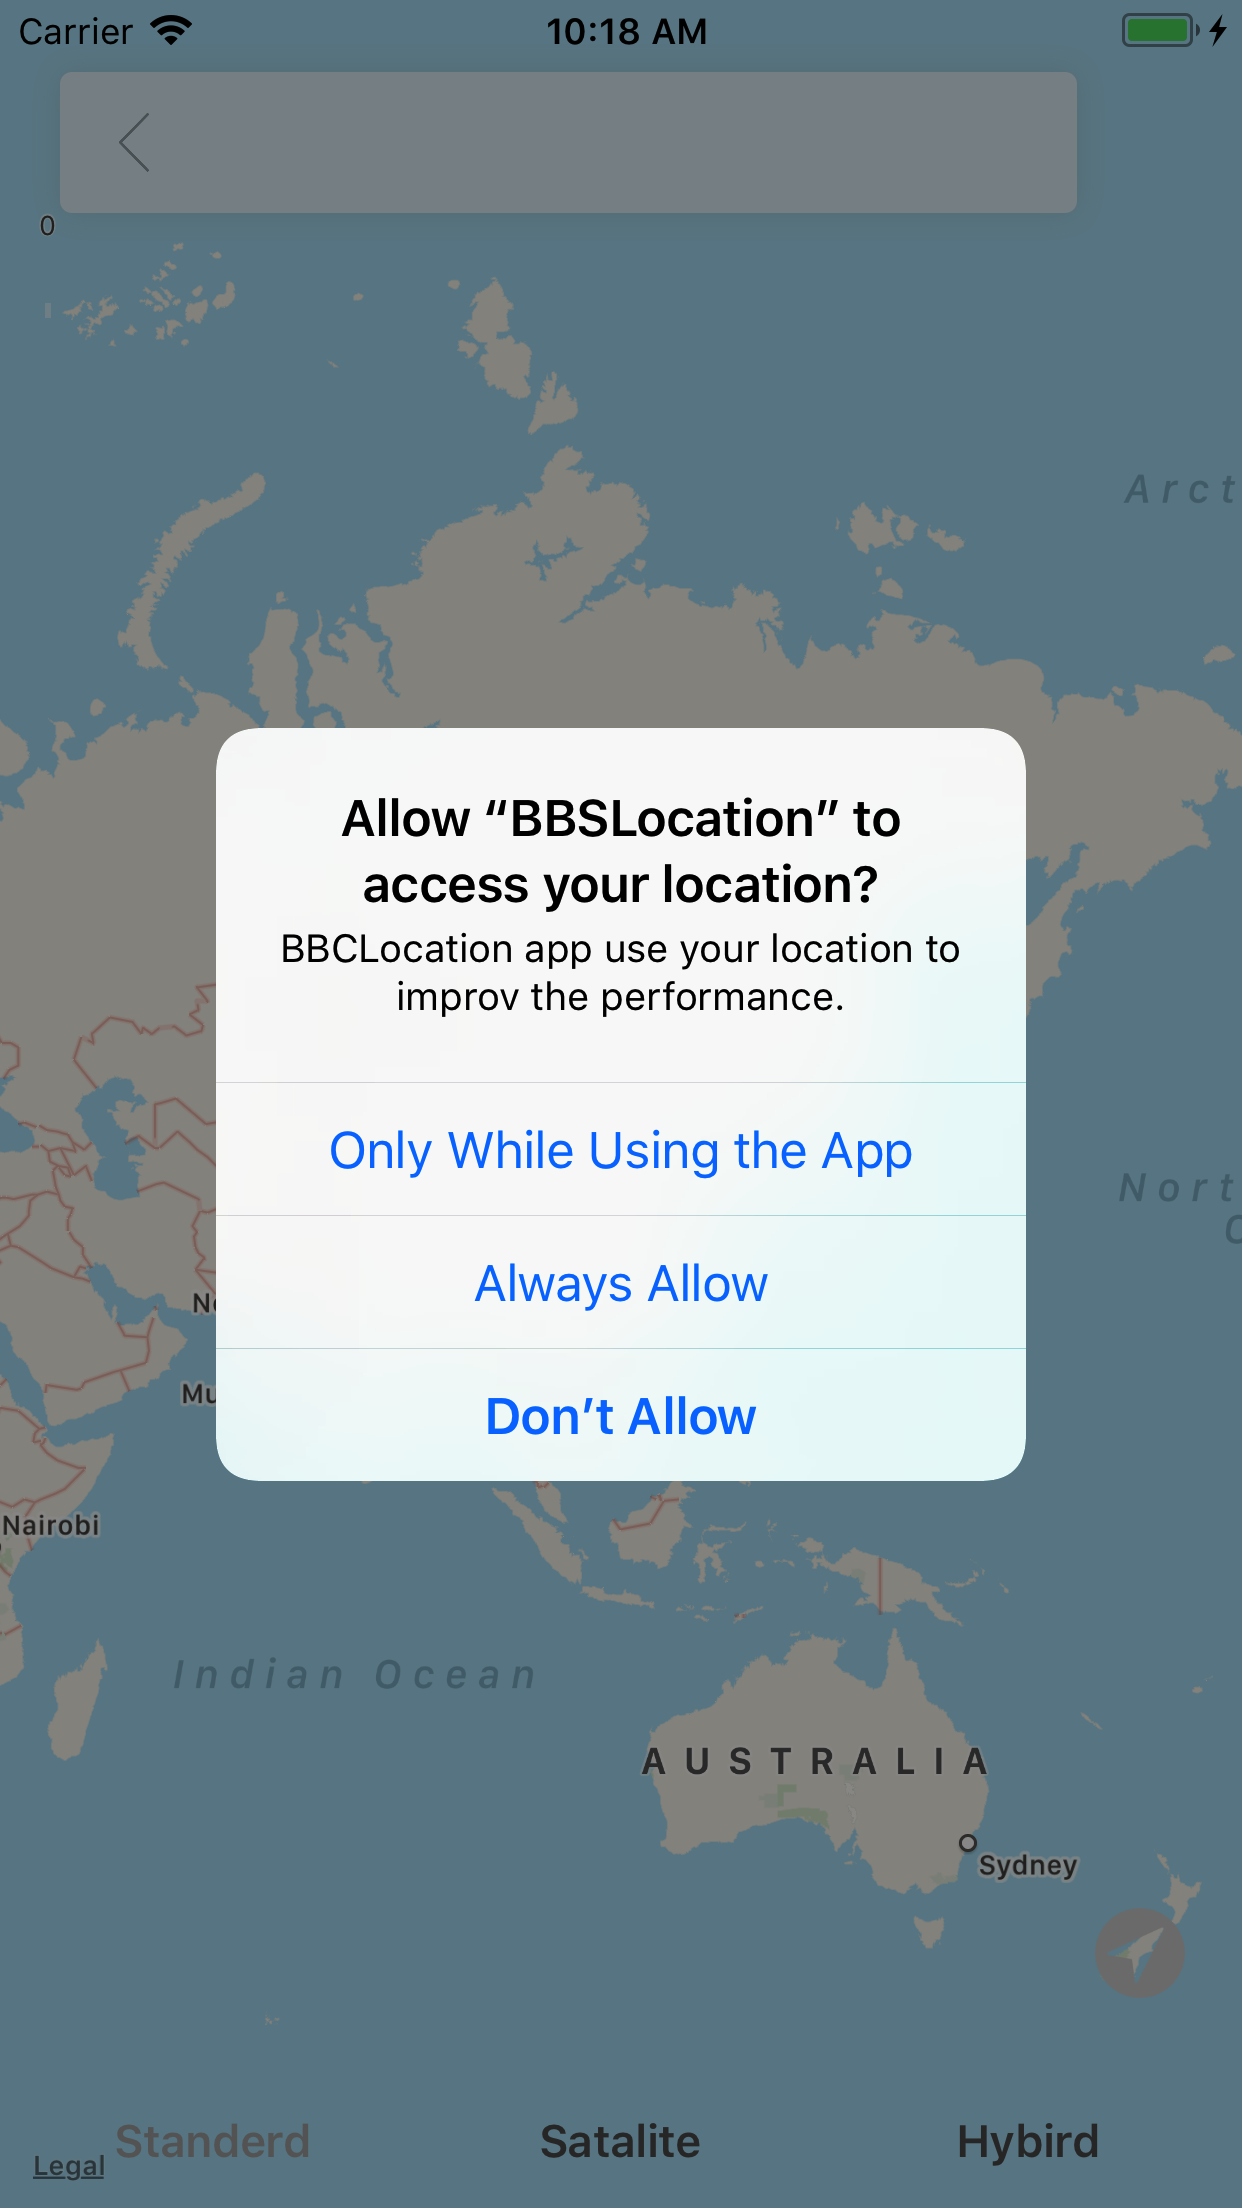 Carrier 10:18 AM
0
Arct
Allow “BBSLocation” to
access your location?
BBCLocation app use your location to
improv the performance.
Only While Using the App
Nort
Always Allow
Don’t Allow
Nairobi
Indian Ocean
AUSTRALIA
Sydney
Standerd Satalite Hybird
Legal